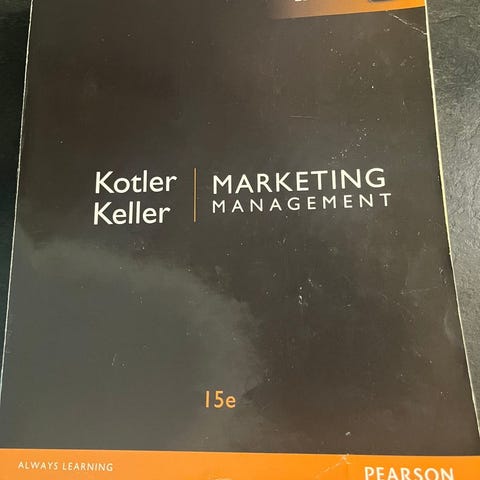 Kotler
Keller
MARKETING
MANAGEMENT
15e
ALWAYS LEARNING
PEARSON